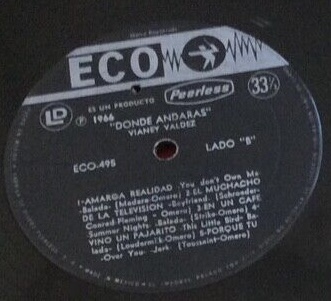 ECO
Peerless
33⅓
ES UN PRODUCTO
LD
℗ 1966
"DONDE ANDARAS"
VIANEY VALDEZ
ECO-495
LADO "B"
1-AMARGA REALIDAD -You don't Own Me-
-Balada- (Madare-Omero) 2-EL MUCHACHO
DE LA TELEVISION -Boyfriend. (Schroeder-
Conrad-Fleming - Omero) 3-EN UN CAFE
-Summer Nights -Balada- (Strike-Omero) 4-
VINO UN PAJARITO -This Little Bird- Ba-
lada- (Loudermilk-Omero) 5-PORQUE TU
-Over You- Jerk (Toussaint-Omero)